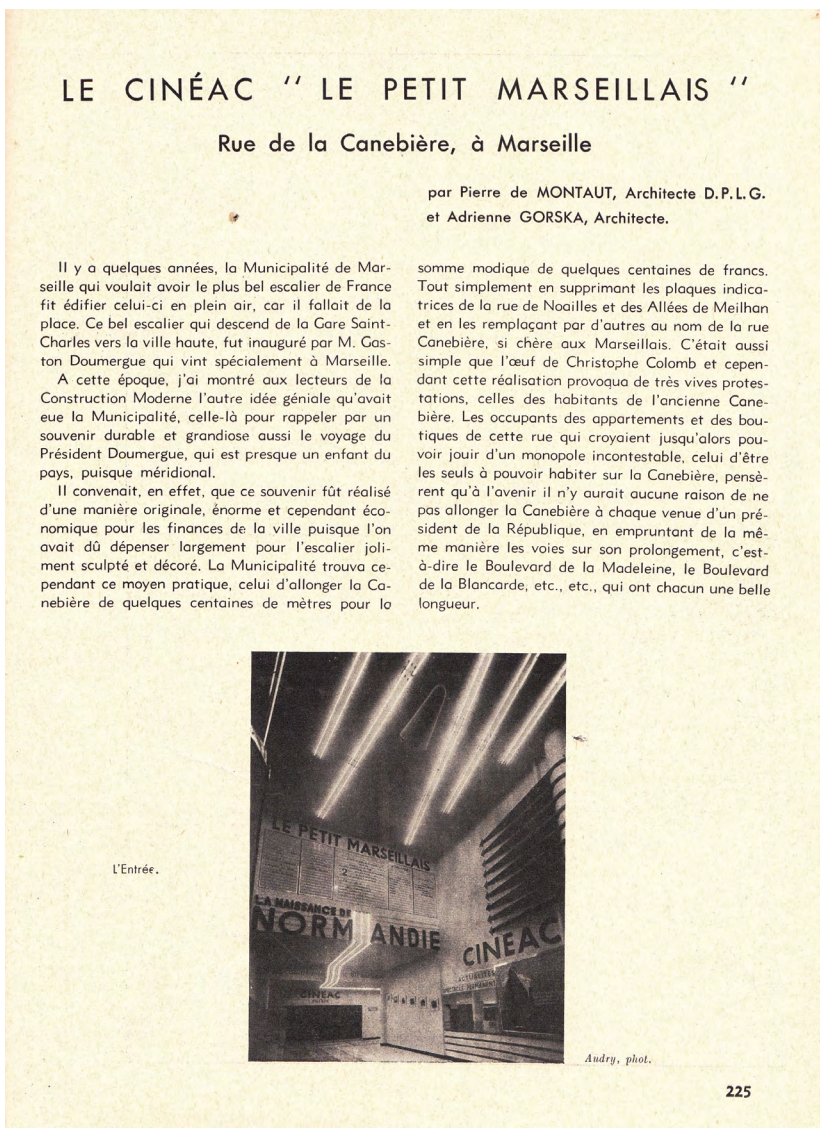 LE CINÉAC " LE PETIT MARSEILLAIS "
Rue de la Canebière, à Marseille
par Pierre de MONTAUT, Architecte D.P.L.G.
et Adrienne GORSKA, Architecte.
Il y a quelques années, la Municipalité de Mar-
seille qui voulait avoir le plus bel escalier de France
fit édifier celui-ci en plein air, car il fallait de la
place. Ce bel escalier qui descend de la Gare Saint-
Charles vers la ville haute, fut inauguré par M. Gas-
ton Doumergue qui vint spécialement à Marseille.
A cette époque, j'ai montré aux lecteurs de la
Construction Moderne l'autre idée géniale qu'avait
eue la Municipalité, celle-là pour rappeler par un
souvenir durable et grandiose aussi le voyage du
Président Doumergue, qui est presque un enfant du
pays, puisque méridional.
Il convenait, en effet, que ce souvenir fût réalisé
d'une manière originale, énorme et cependant éco-
nomique pour les finances de la ville puisque l'on
avait dû dépenser largement pour l'escalier joli-
ment sculpté et décoré. La Municipalité trouva ce-
pendant ce moyen pratique, celui d'allonger la Ca-
nebière de quelques centaines de mètres pour la
somme modique de quelques centaines de francs.
Tout simplement en supprimant les plaques indica-
trices de la rue de Noailles et des Allées de Meilhan
et en les remplaçant par d'autres au nom de la rue
Canebière, si chère aux Marseillais. C'était aussi
simple que l'œuf de Christophe Colomb et cepen-
dant cette réalisation provoqua de très vives protes-
tations, celles des habitants de l'ancienne Cane-
bière. Les occupants des appartements et des bou-
tiques de cette rue qui croyaient jusqu'alors pou-
voir jouir d'un monopole incontestable, celui d'être
les seuls à pouvoir habiter sur la Canebière, pensè-
rent qu'à l'avenir il n'y aurait aucune raison de ne
pas allonger la Canebière à chaque venue d'un pré-
sident de la République, en empruntant de la mê-
me manière les voies sur son prolongement, c'est-
à-dire le Boulevard de la Madeleine, le Boulevard
de la Blancarde, etc., etc., qui ont chacun une belle
longueur.
LE PETIT MARSEILLAIS
2
LA NAISSANCE DE
NORMANDIE
CINEAC
ACTUALITÉS
SPECTACLE PERMANENT
CINEAC
L'Entrée.
Audry, phot.
225